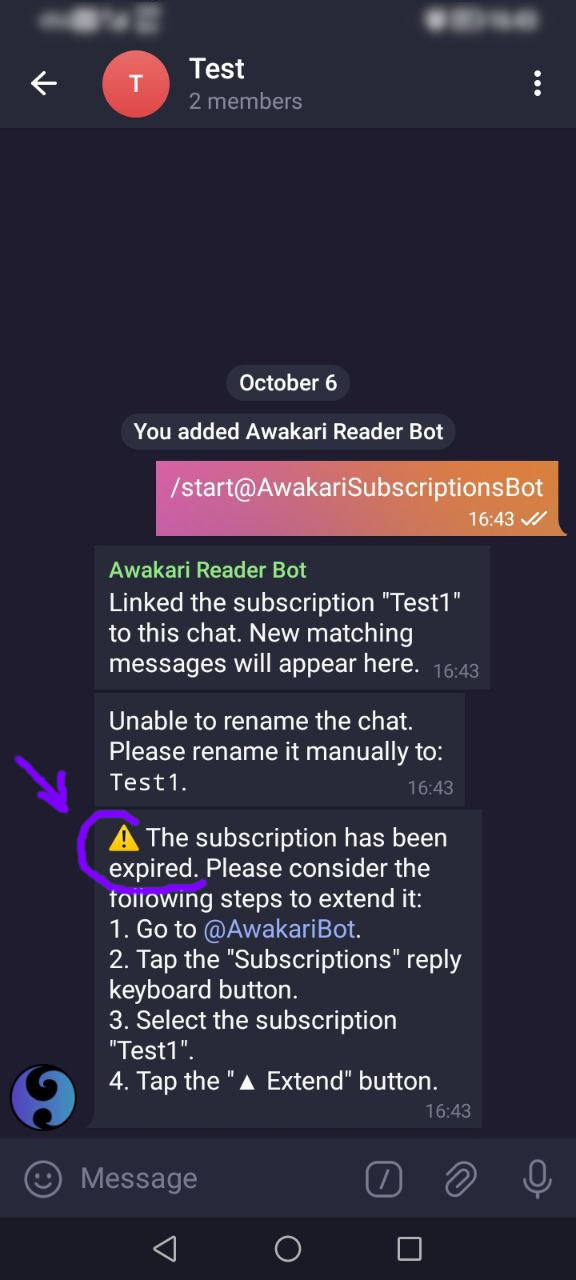 T
Test
2 members
October 6
You added Awakari Reader Bot
/start@AwakariSubscriptionsBot
16:43
Awakari Reader Bot
Linked the subscription "Test1"
to this chat. New matching
messages will appear here.
16:43
Unable to rename the chat.
Please rename it manually to:
Test1.
16:43
⚠️ The subscription has been
expired. Please consider the
following steps to extend it:
1. Go to @AwakariBot.
2. Tap the "Subscriptions" reply
keyboard button.
3. Select the subscription
"Test1".
4. Tap the "▲ Extend" button.
16:43
Message